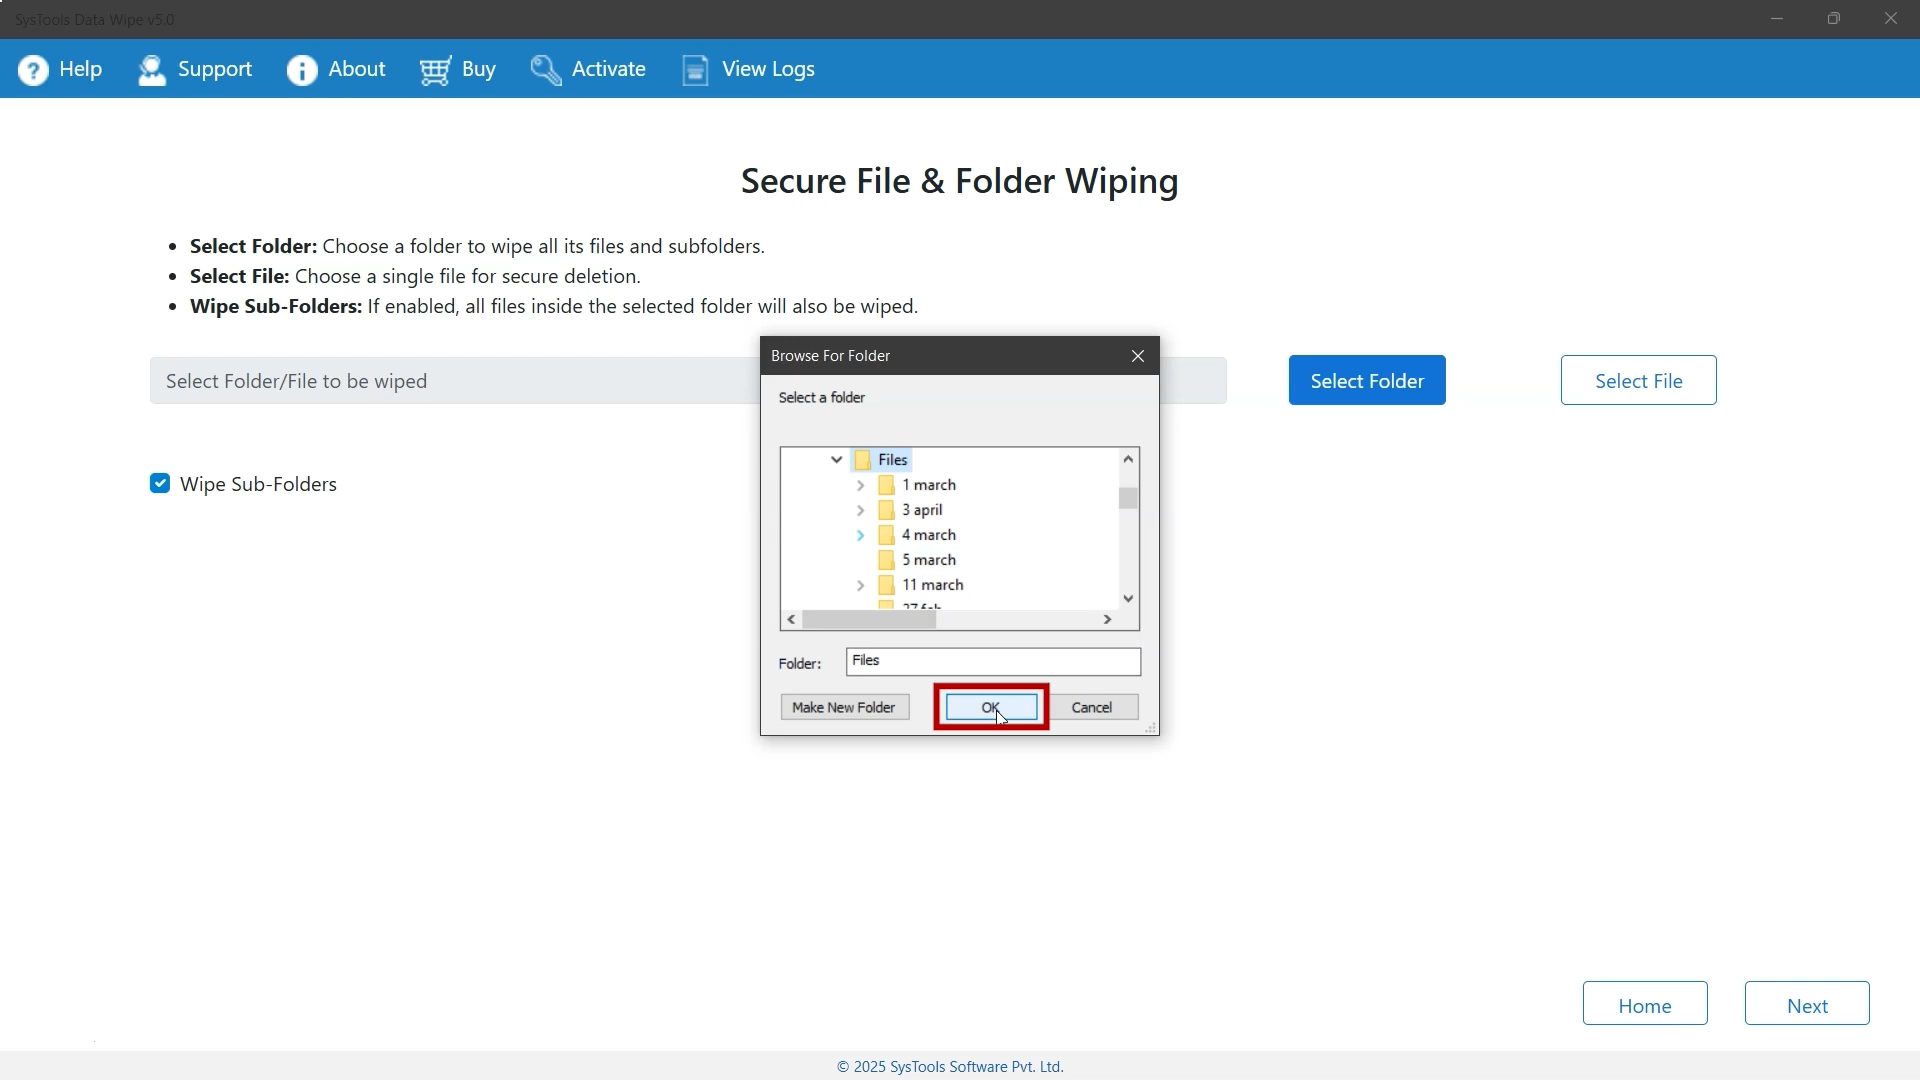 SysTools Data Wipe v5.0
Help
Support
About
Buy
Activate
View Logs
Secure File & Folder Wiping
• Select Folder: Choose a folder to wipe all its files and subfolders.
• Select File: Choose a single file for secure deletion.
• Wipe Sub-Folders: If enabled, all files inside the selected folder will also be wiped.
Select Folder/File to be wiped
Select Folder
Select File
Wipe Sub-Folders
Browse For Folder
Select a folder
Files
1 march
3 april
4 march
5 march
11 march
27 feb
Folder:
Files
Make New Folder
OK
Cancel
Home
Next
© 2025 SysTools Software Pvt. Ltd.